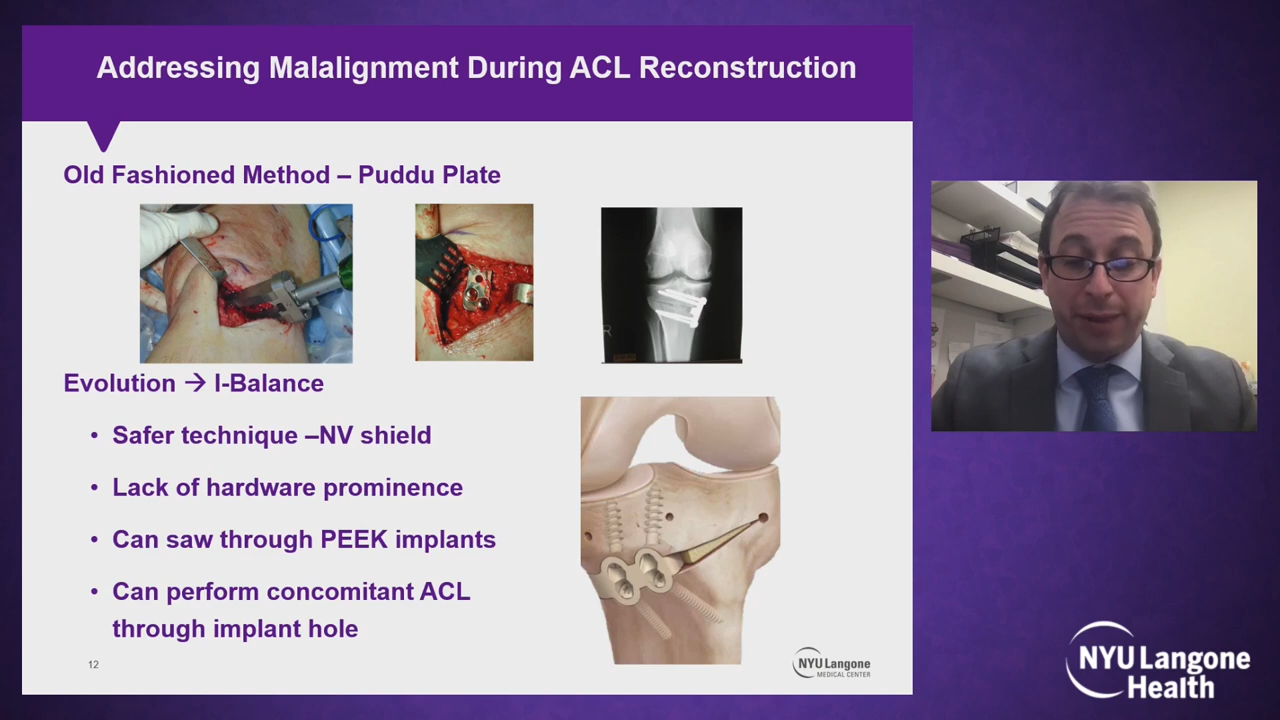 Addressing Malalignment During ACL Reconstruction
Old Fashioned Method – Puddu Plate
R
Evolution → I-Balance
• Safer technique –NV shield
• Lack of hardware prominence
• Can saw through PEEK implants
• Can perform concomitant ACL
through implant hole
12
NYU Langone
MEDICAL CENTER
NYU Langone
Health